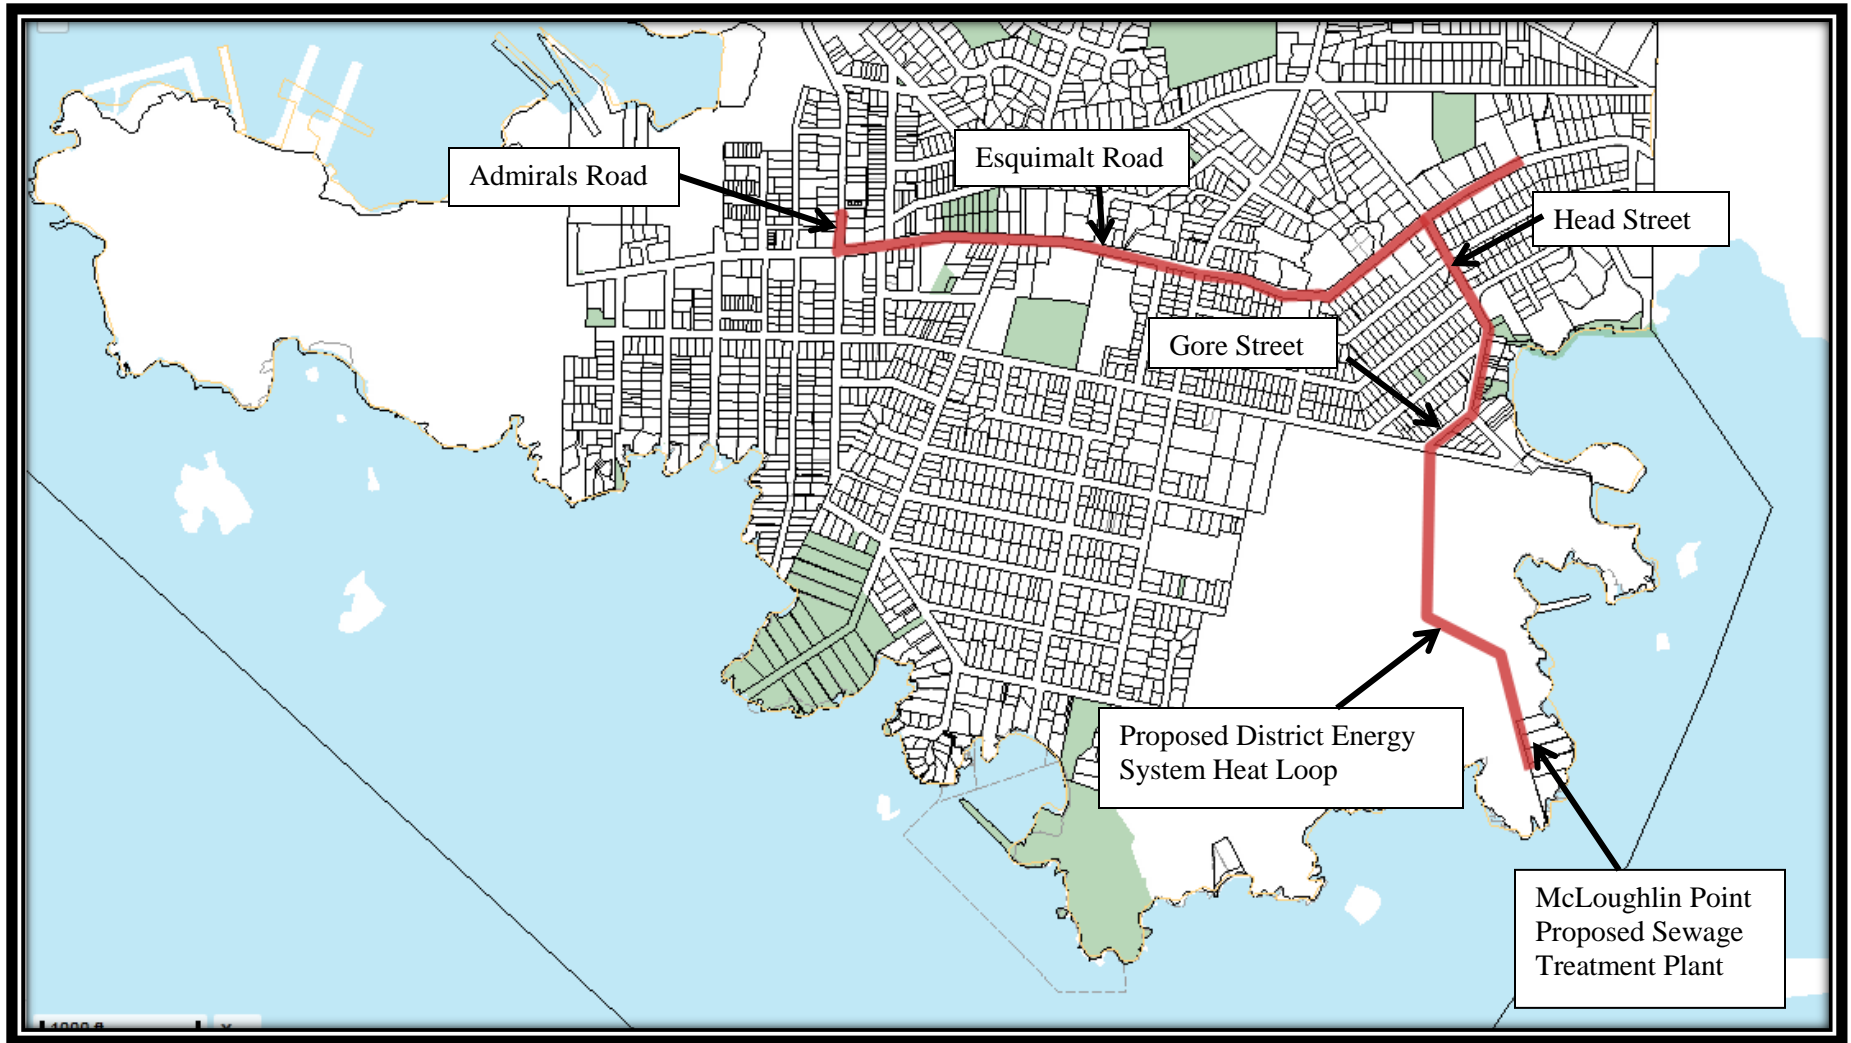 Esquimalt Road
Admirals Road
Head Street
Gore Street
Proposed District Energy
System Heat Loop
McLoughlin Point
Proposed Sewage
Treatment Plant